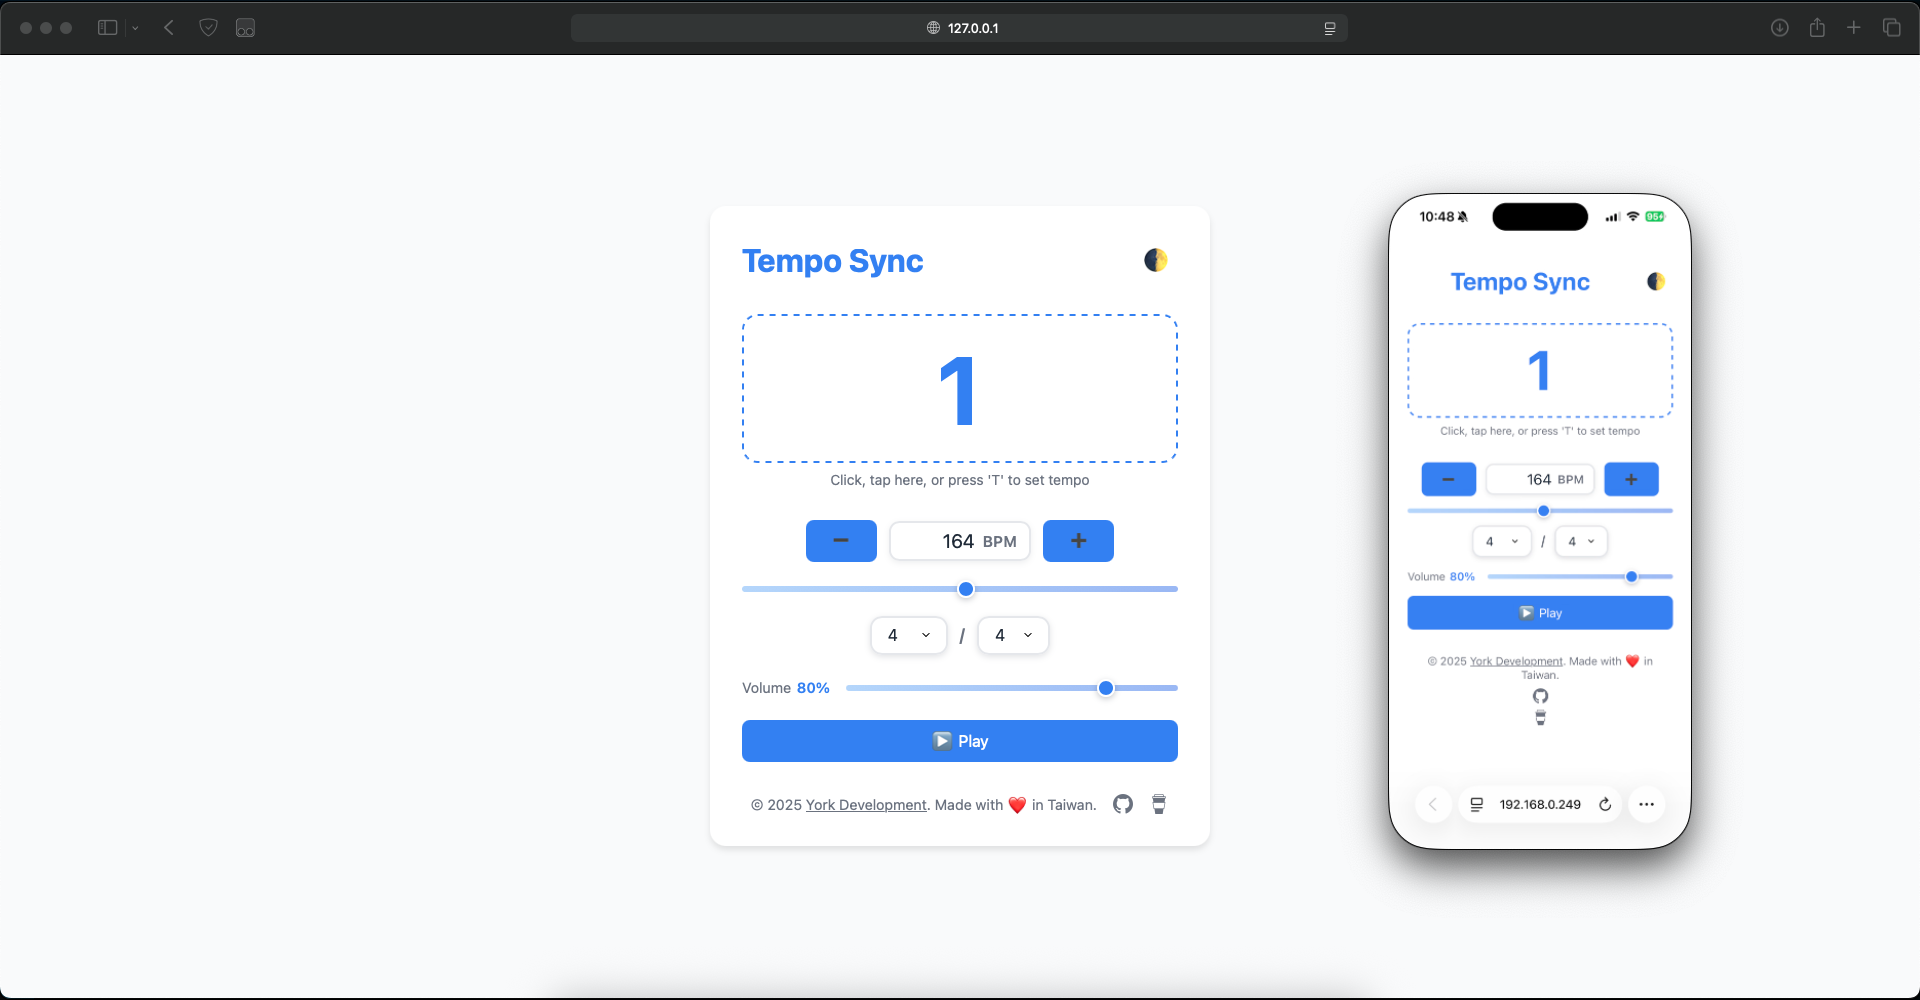 127.0.0.1
Tempo Sync
1
Click, tap here, or press 'T' to set tempo
− 164 BPM +
4 / 4
Volume 80%
Play
© 2025 York Development. Made with ❤️ in Taiwan.
10:48 95
Tempo Sync
1
Click, tap here, or press 'T' to set tempo
− 164 BPM +
4 / 4
Volume 80%
Play
© 2025 York Development. Made with ❤️ in
Taiwan.
192.168.0.249